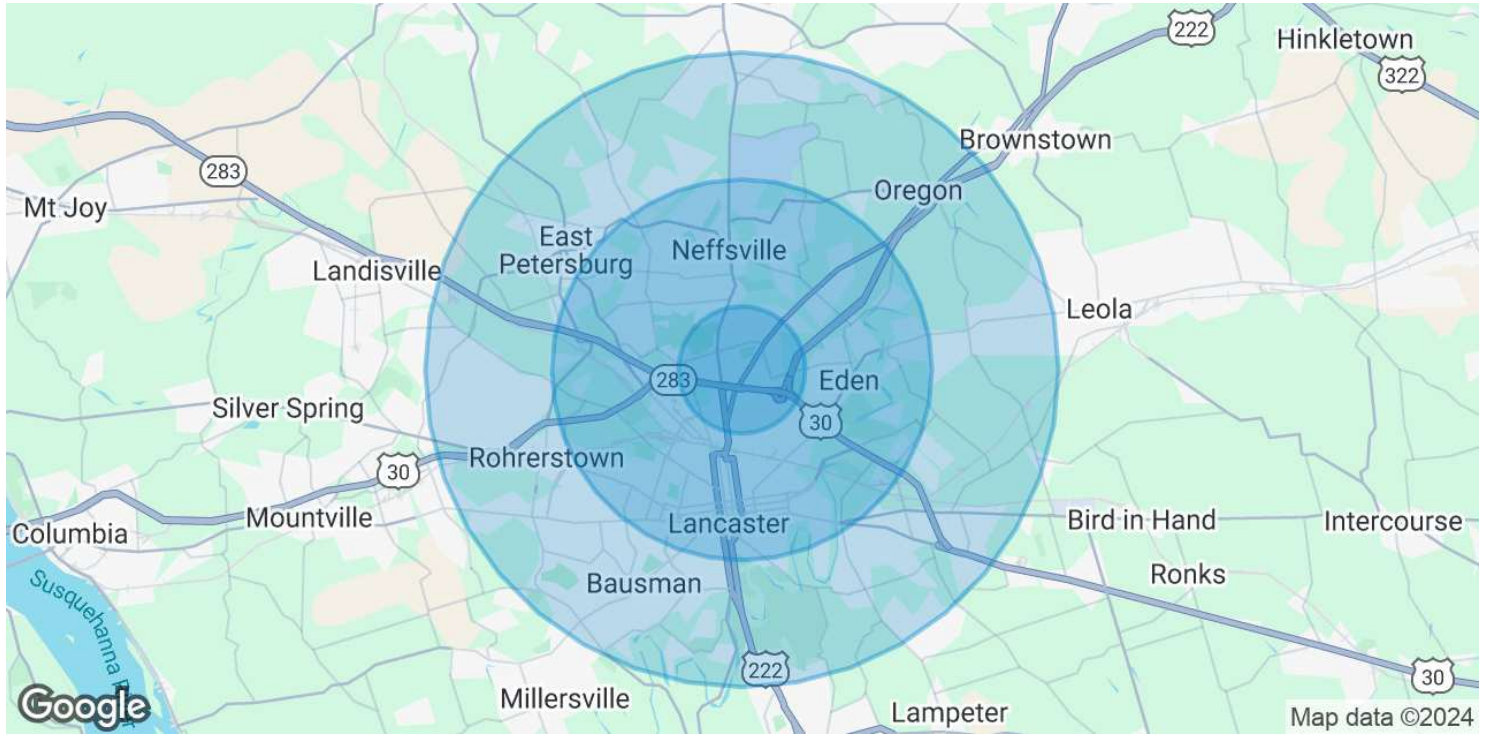 222
Hinkletown
322
Brownstown
283
Oregon
Mt Joy
East
Petersburg
Neffsville
Landisville
Leola
283
Eden
Silver Spring
30
Rohrerstown
30
Mountville
Lancaster
Bird in Hand
Intercourse
Columbia
Ronks
Bausman
Susquehanna
222
30
Millersville
Lampeter
Google
Map data ©2024